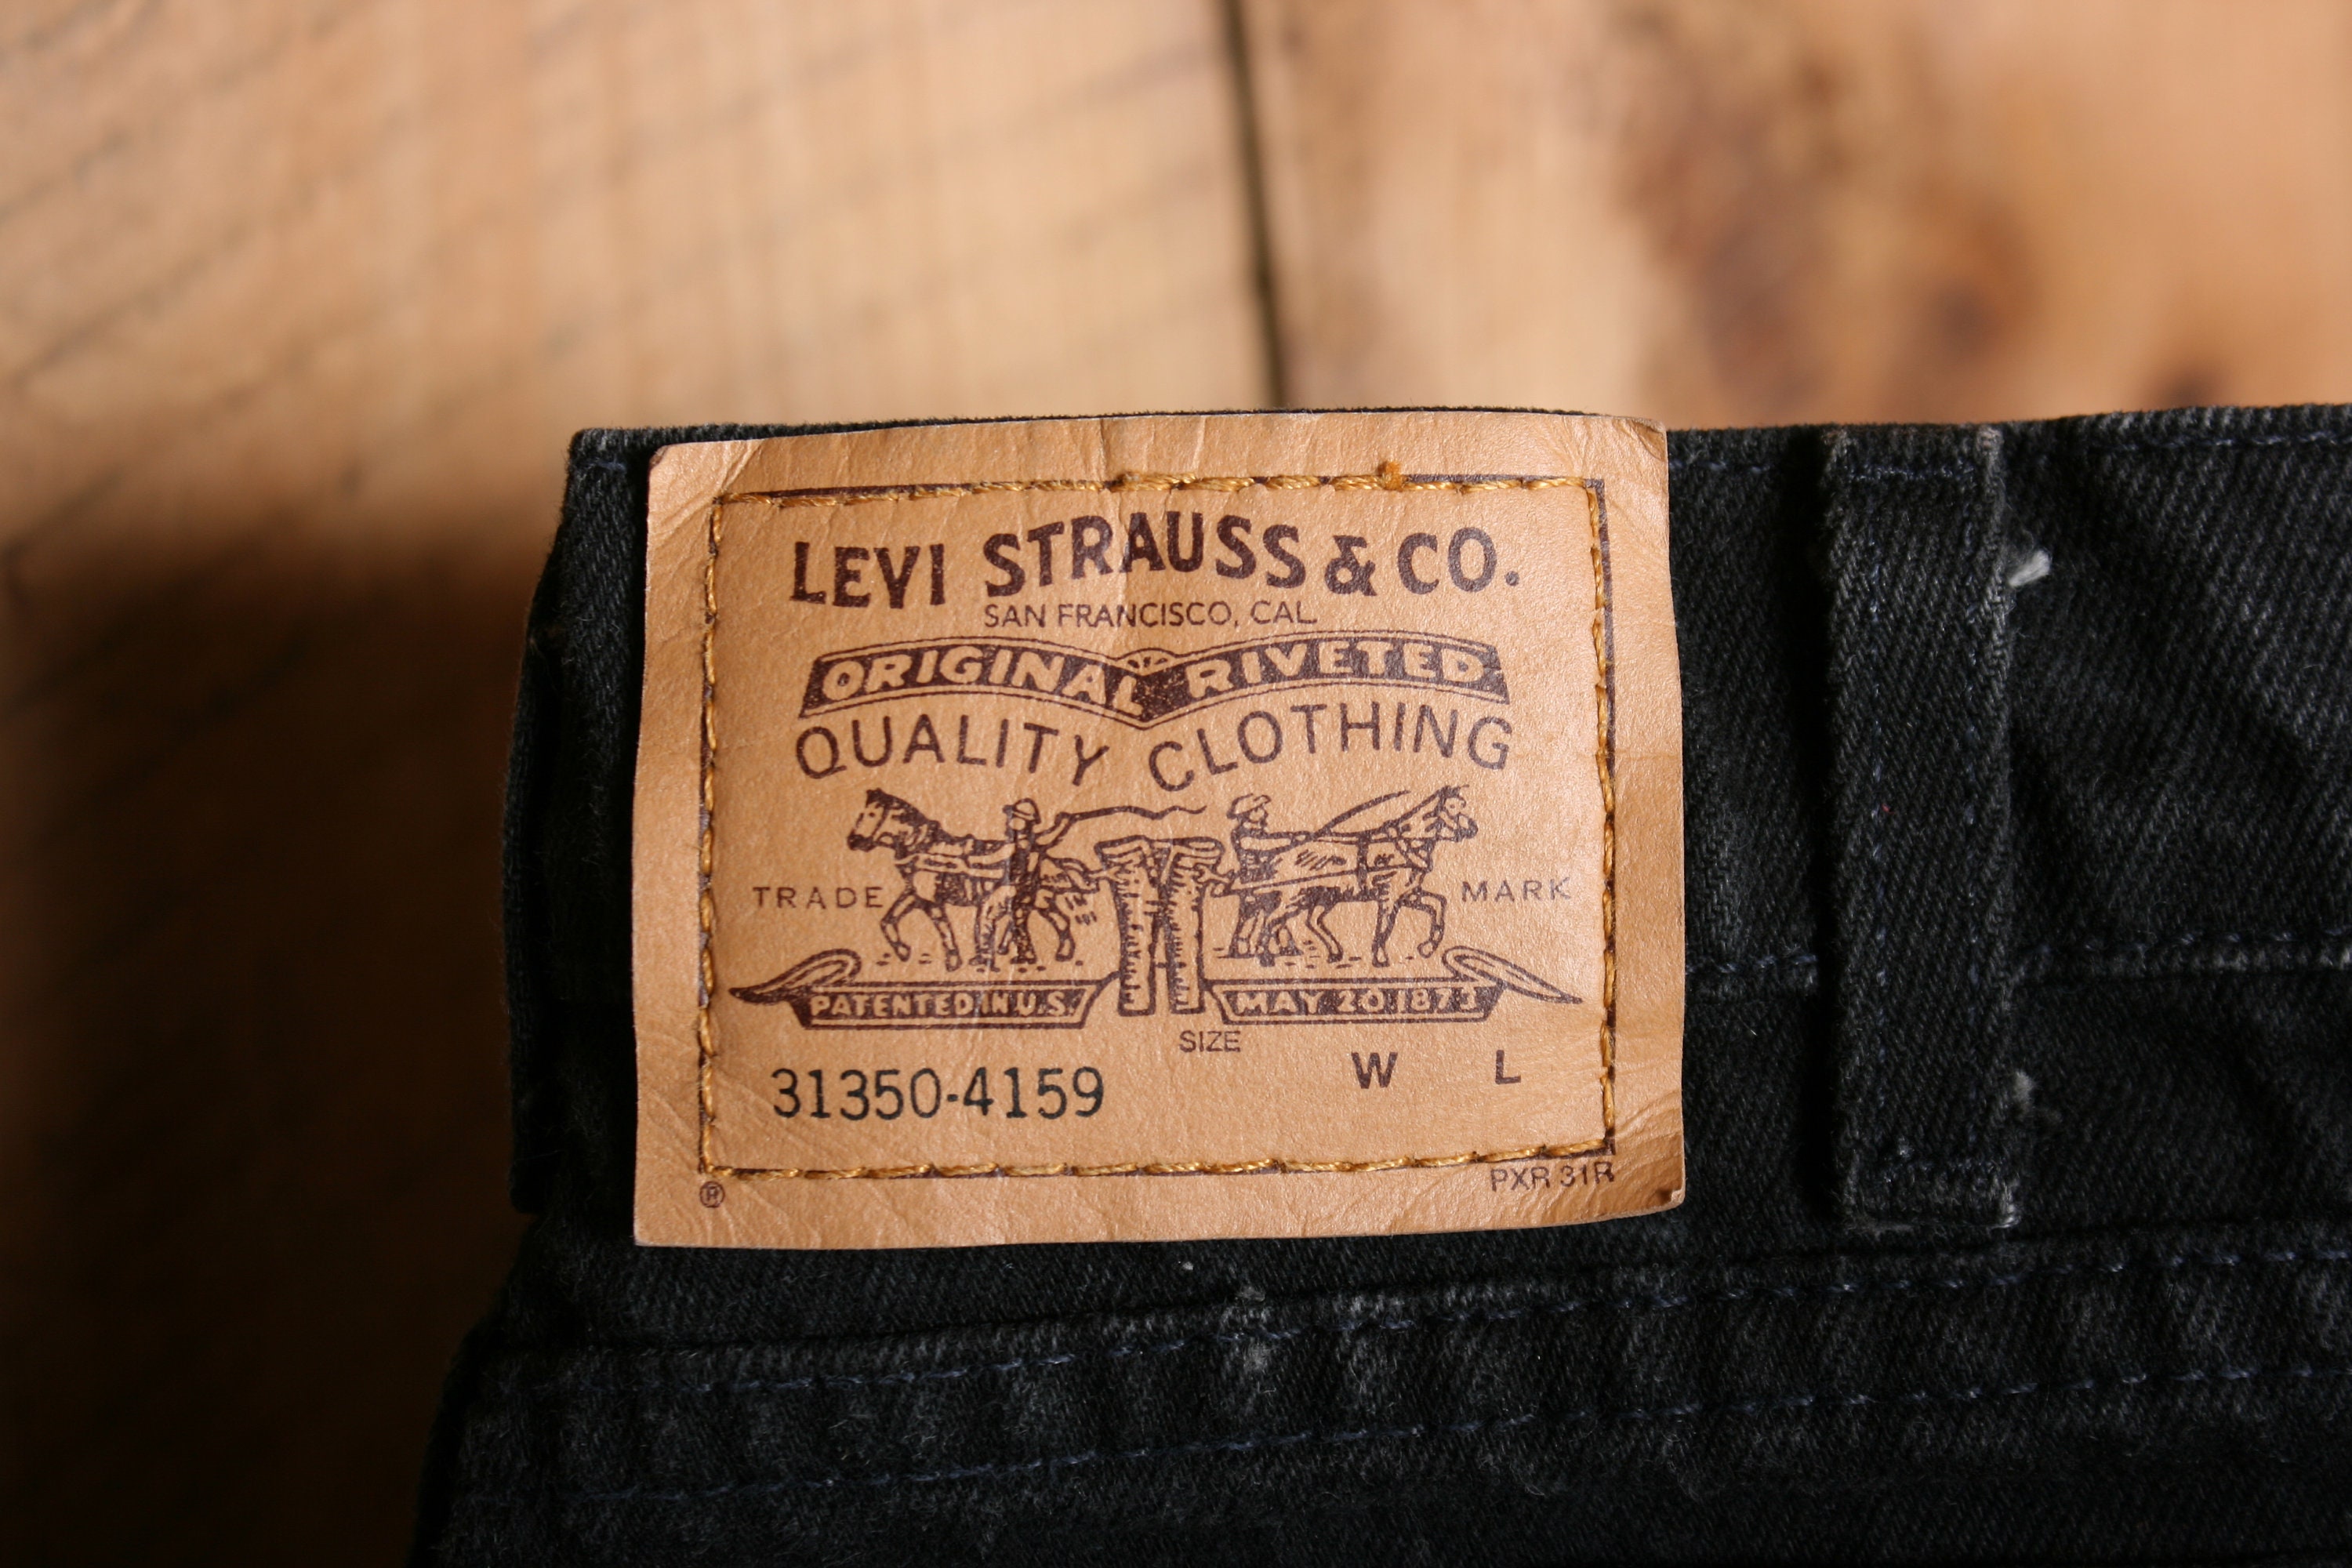 LEVI STRAUSS & CO.
SAN FRANCISCO, CAL.
ORIGINAL RIVETED
QUALITY CLOTHING
TRADE MARK
PATENTED IN U.S. MAY 20 1873
SIZE
31350-4159 W L
PXR 31R
®